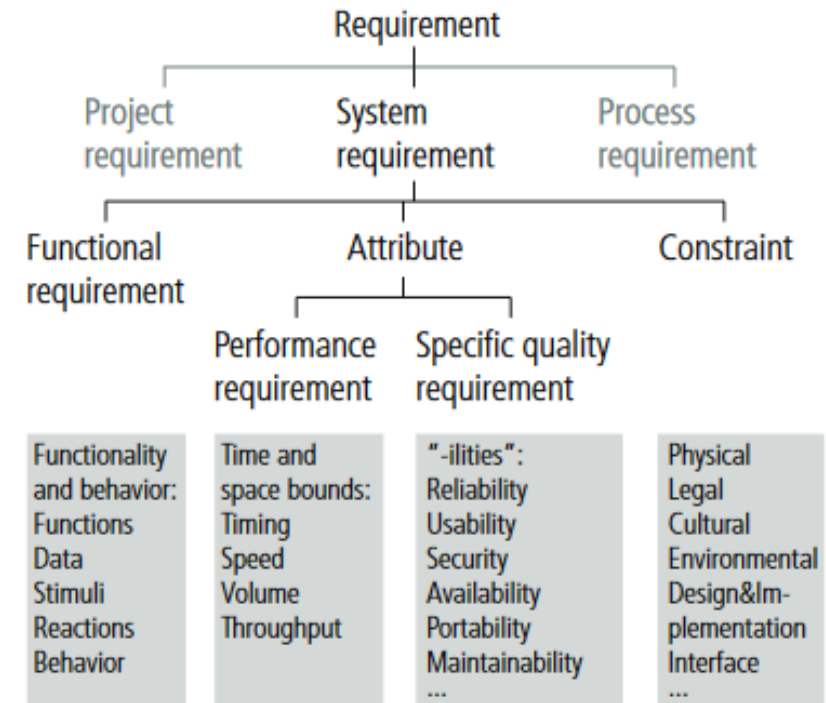 Requirement
Project
requirement
System
requirement
Process
requirement
Functional
requirement
Attribute
Constraint
Performance
requirement
Specific quality
requirement
Functionality
and behavior:
Functions
Data
Stimuli
Reactions
Behavior
Time and
space bounds:
Timing
Speed
Volume
Throughput
"-ilities":
Reliability
Usability
Security
Availability
Portability
Maintainability
...
Physical
Legal
Cultural
Environmental
Design&Im-
plementation
Interface
...